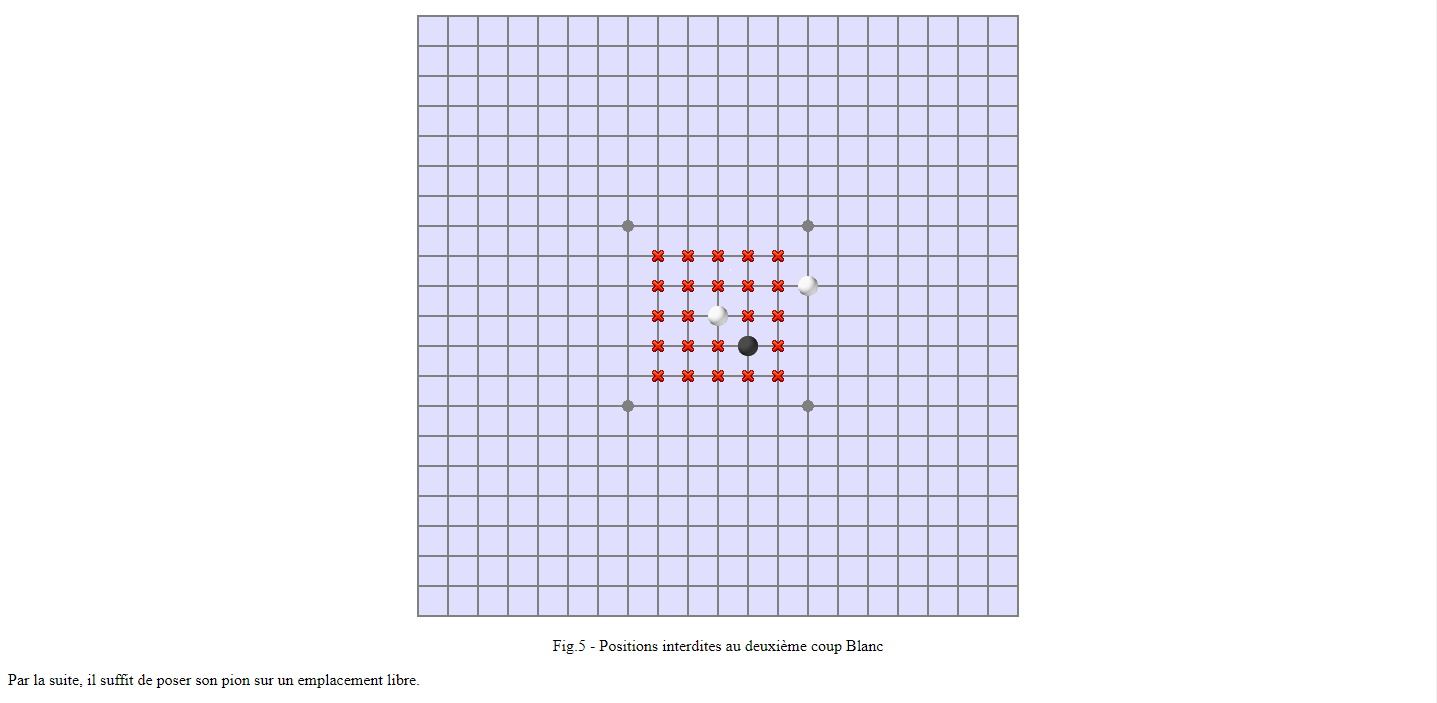 Fig.5 - Positions interdites au deuxième coup Blanc
Par la suite, il suffit de poser son pion sur un emplacement libre.